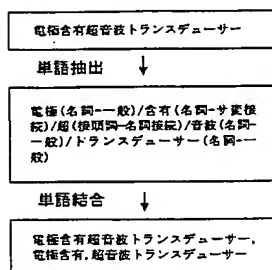 電極含有超音波トランスデューサー
単語抽出 ↓
電極(名詞-一般)/含有(名詞-サ変接
続)/超(接頭詞-名詞接続)/音波(名詞-
一般)/トランスデューサー(名詞-一
般)
単語結合 ↓
電極含有超音波トランスデューサー,
電極含有,超音波トランスデューサー